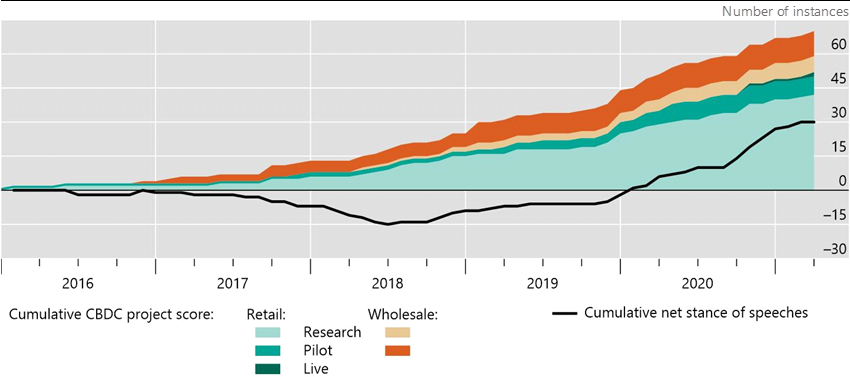 Number of instances
60
45
30
15
0
–15
–30
2016 2017 2018 2019 2020
Cumulative CBDC project score: Retail: Wholesale: Cumulative net stance of speeches
Research
Pilot
Live